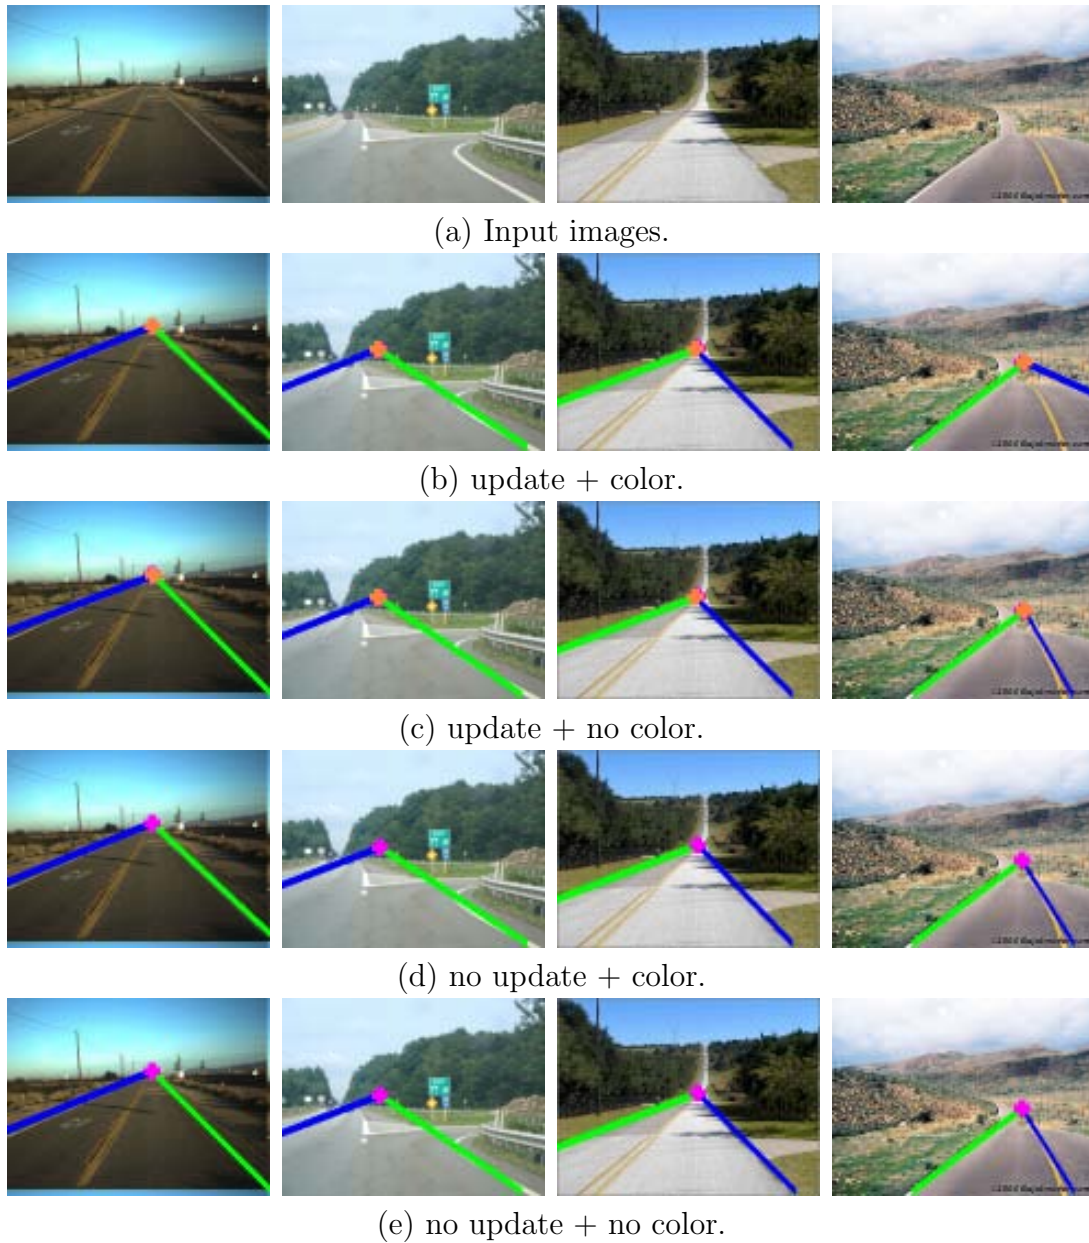 (a) Input images.
(b) update + color.
(c) update + no color.
(d) no update + color.
(e) no update + no color.